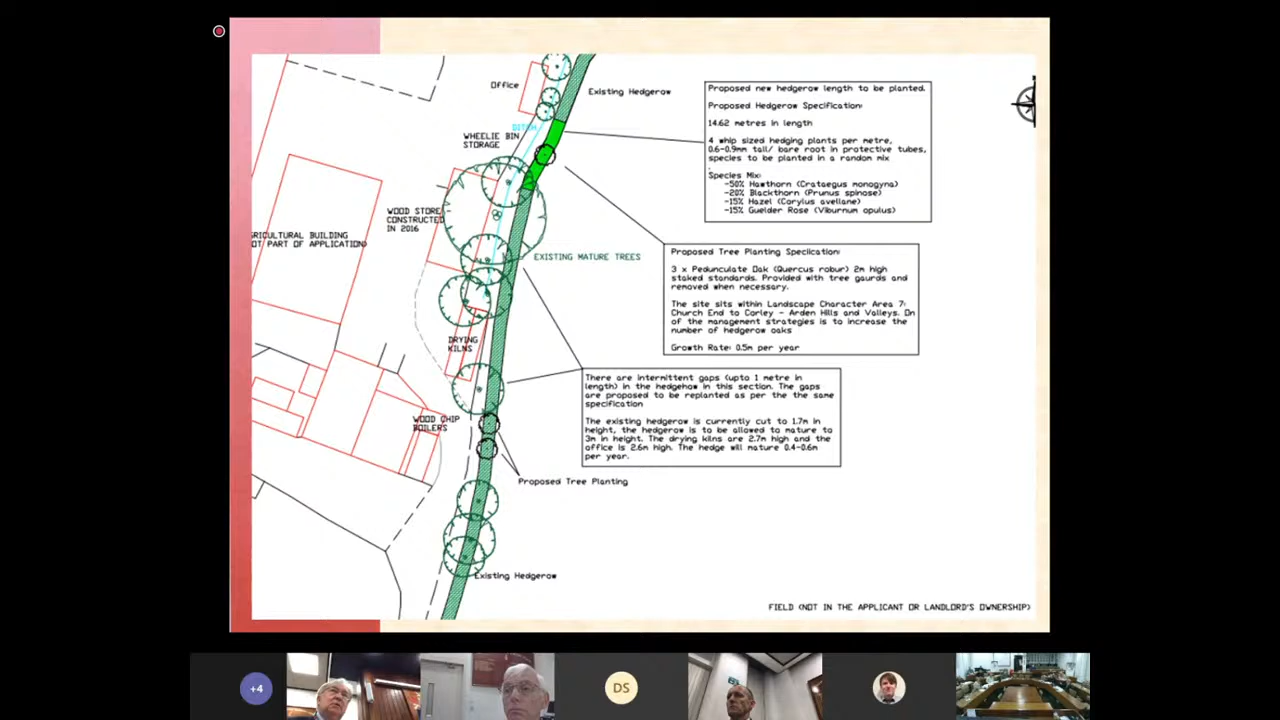 Office
Existing Hedgerow
DITCH
WHEELIE BIN
STORAGE
WOOD STORE -
CONSTRUCTED
IN 2016
RICULTURAL BUILDING
OT PART OF APPLICATION)
EXISTING MATURE TREES
DRYING
KILNS
WOOD CHIP
BOILERS
Proposed new hedgerow length to be planted.
Proposed Hedgerow Specification:
14.62 metres in length
4 whip sized hedging plants per metre,
0.6-0.9mm tall/ bare root in protective tubes,
species to be planted in a random mix
Species Mix:
-50% Hawthorn (Crataegus monogyna)
-20% Blackthorn (Prunus spinose)
-15% Hazel (Corylus avellane)
-15% Guelder Rose (Viburnum opulus)
Proposed Tree Planting Speciication:
3 x Pedunculate Oak (Quercus robur) 2m high
staked standards. Provided with tree gaurds and
removed when necessary.
The site sits within Landscape Character Area 7:
Church End to Corley - Arden Hills and Valleys. On
of the management strategies is to increase the
number of hedgerow oaks
Growth Rate: 0.5m per year
There are intermittent gaps (upto 1 metre in
length) in the hedgehow in this section. The gaps
are proposed to be replanted as per the the same
specification
The existing hedgerow is currently cut to 1.7m in
height, the hedgerow is to be allowed to mature to
3m in height. The drying kilns are 2.7m high and the
office is 2.6m high. The hedge will mature 0.4-0.6m
per year.
Proposed Tree Planting
Existing Hedgerow
FIELD (NOT IN THE APPLICANT OR LANDLORD'S OWNERSHIP)
+4
DS